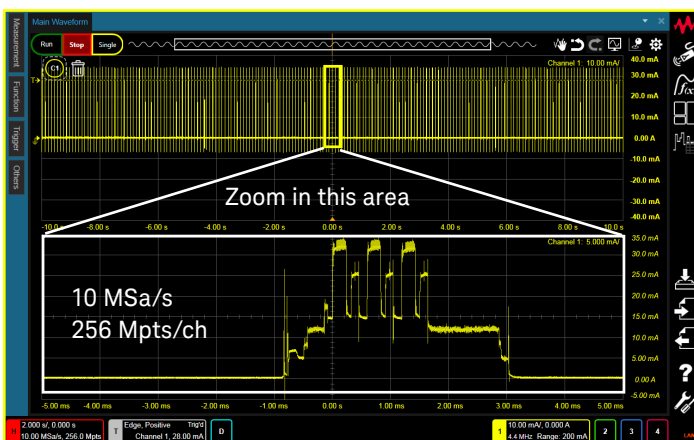 Main Waveform
Run
Stop
Single
Measurement
Function
Trigger
Others
C1
Channel 1: 10.00 mA/
T
40.0 mA
30.0 mA
20.0 mA
10.0 mA
0.00 A
-10.0 mA
-20.0 mA
-30.0 mA
-40.0 mA
Zoom in this area
-10.0 s -8.00 s -6.00 s -4.00 s -2.00 s 0.00 s 2.00 s 4.00 s 6.00 s 8.00 s 10.0 s
Channel 1: 5.000 mA/
35.0 mA
30.0 mA
25.0 mA
20.0 mA
15.0 mA
10.0 mA
5.00 mA
0.00 A
-5.00 mA
10 MSa/s
256 Mpts/ch
-5.00 ms -4.00 ms -3.00 ms -2.00 ms -1.00 ms 0.00 s 1.00 ms 2.00 ms 3.00 ms 4.00 ms 5.00 ms
f(x)
?
H
2.000 s/, 0.000 s
10.00 MSa/s, 256.0 Mpts
T
Edge, Positive Trig'd
Channel 1, 28.00 mA
D
1
10.00 mA/, 0.000 A
4.4 MHz Range: 200 mA
2
3
4